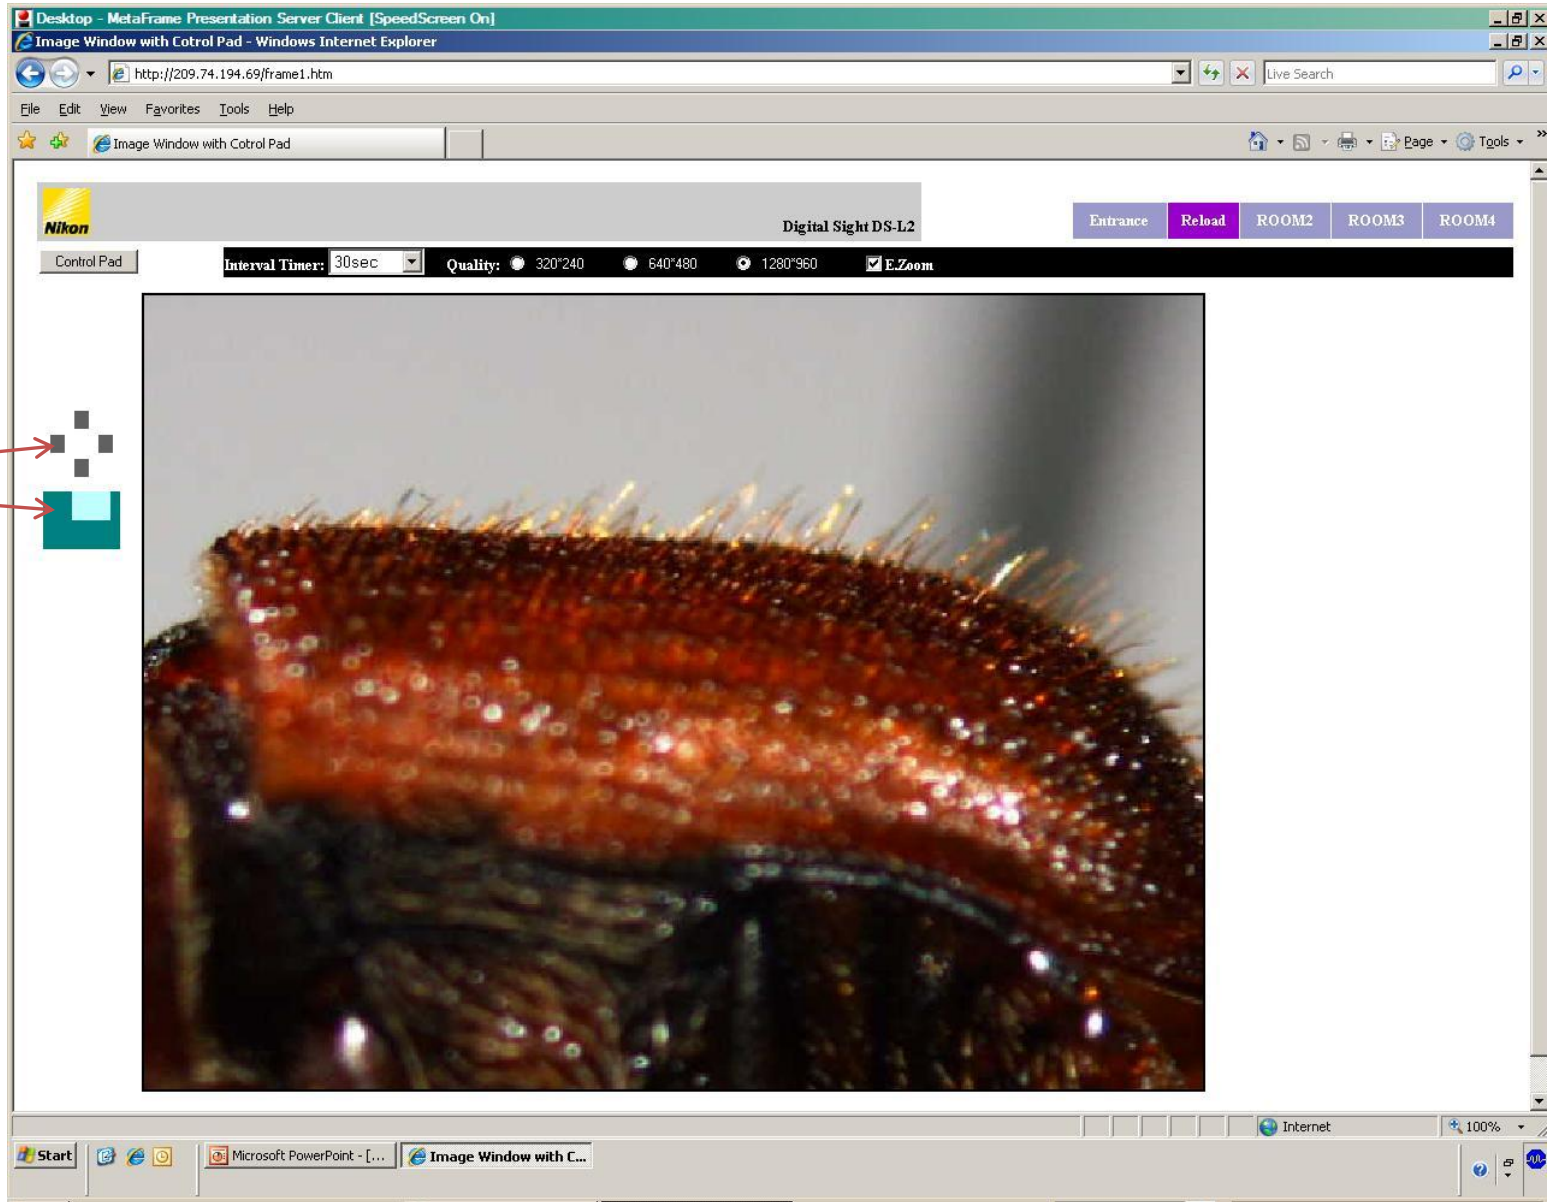 Desktop - MetaFrame Presentation Server Client [SpeedScreen On]
Image Window with Cotrol Pad - Windows Internet Explorer
http://209.74.194.69/frame1.htm
Live Search
File Edit View Favorites Tools Help
Image Window with Cotrol Pad
Page Tools
Nikon
Digital Sight DS-L2
Entrance Reload ROOM2 ROOM3 ROOM4
Control Pad
Interval Timer: 30sec Quality: 320*240 640*480 1280*960 E.Zoom
Internet
100%
Start
Microsoft PowerPoint - [...
Image Window with C...